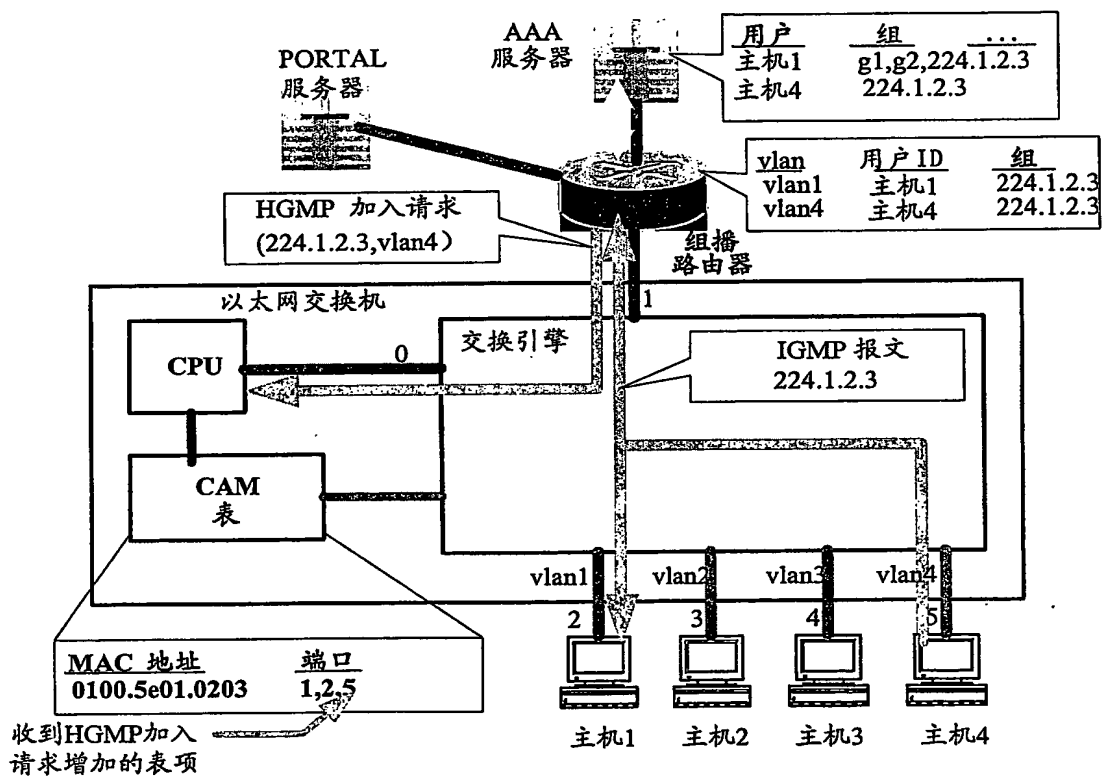 PORTAL
服务器
AAA
服务器
用户 组 ...
主机1 g1,g2,224.1.2.3
主机4 224.1.2.3
vlan 用户ID 组
vlan1 主机1 224.1.2.3
vlan4 主机4 224.1.2.3
HGMP 加入请求
(224.1.2.3,vlan4)
组播
路由器
以太网交换机
1
CPU
0
交换引擎
IGMP 报文
224.1.2.3
CAM
表
vlan1 vlan2 vlan3 vlan4
2 3 4 5
MAC 地址 端口
0100.5e01.0203 1,2,5
收到HGMP加入
请求增加的表项
主机1 主机2 主机3 主机4